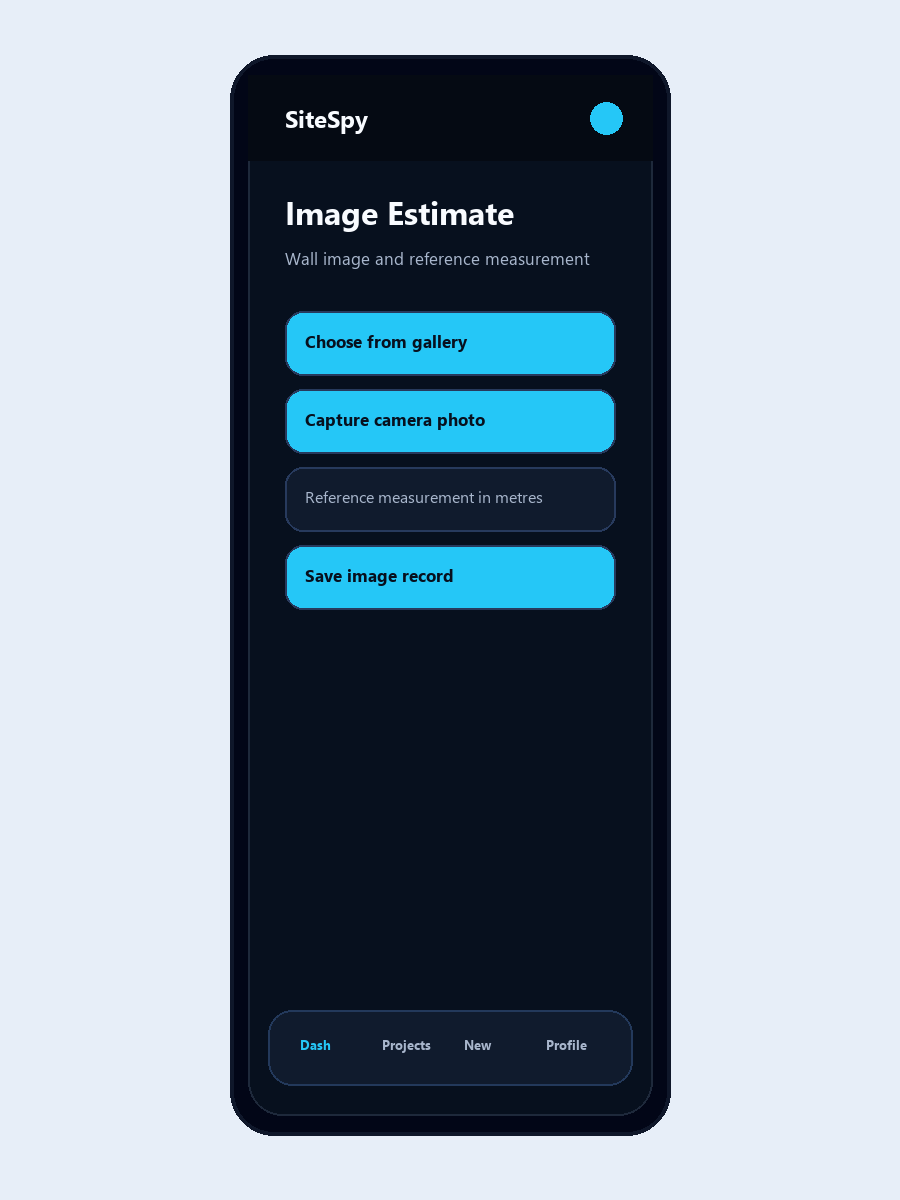 SiteSpy
Image Estimate
Wall image and reference measurement
Choose from gallery
Capture camera photo
Reference measurement in metres
Save image record
Dash Projects New Profile